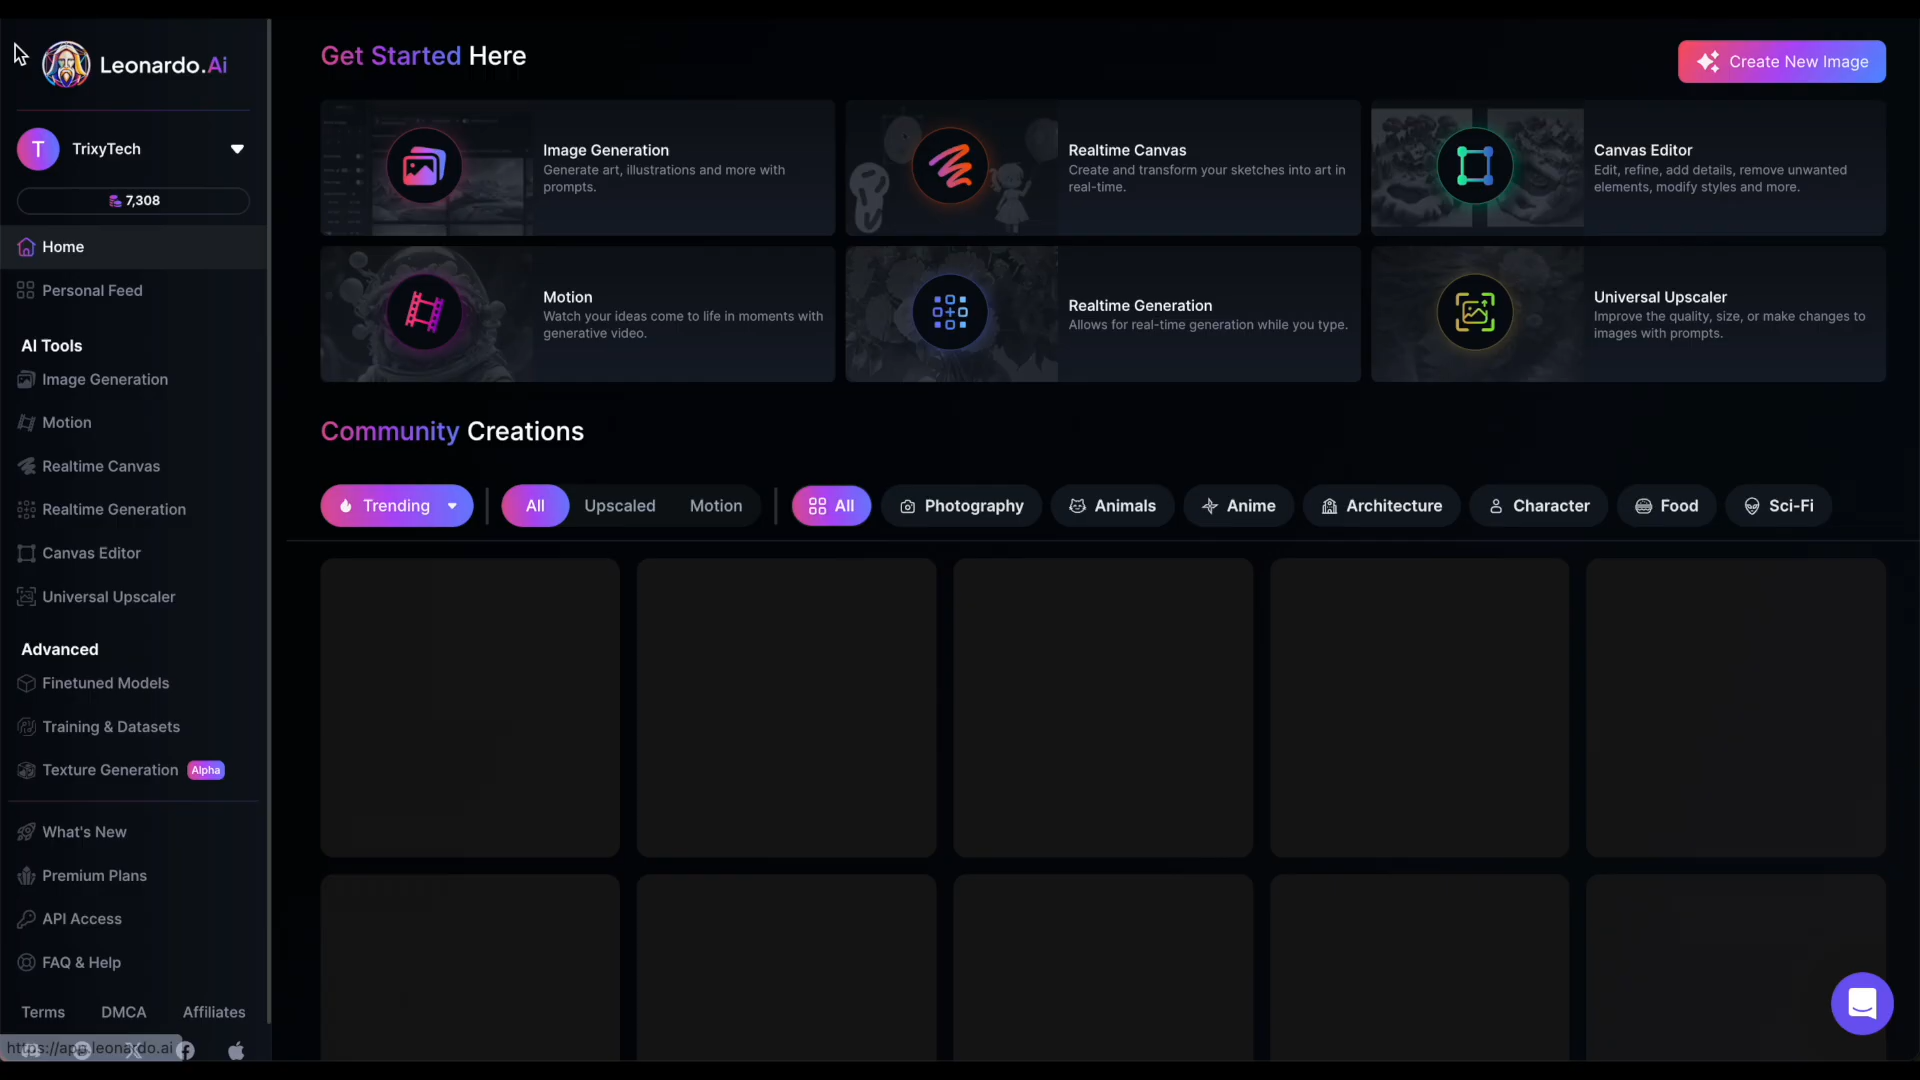 Leonardo.Ai
T
TrixyTech
7,308
Home
Personal Feed
AI Tools
Image Generation
Motion
Realtime Canvas
Realtime Generation
Canvas Editor
Universal Upscaler
Advanced
Finetuned Models
Training & Datasets
Texture Generation Alpha
What's New
Premium Plans
API Access
FAQ & Help
Terms DMCA Affiliates
https://app.leonardo.ai
Get Started Here
Create New Image
Image Generation
Generate art, illustrations and more with
prompts.
Realtime Canvas
Create and transform your sketches into art in
real-time.
Canvas Editor
Edit, refine, add details, remove unwanted
elements, modify styles and more.
Motion
Watch your ideas come to life in moments with
generative video.
Realtime Generation
Allows for real-time generation while you type.
Universal Upscaler
Improve the quality, size, or make changes to
images with prompts.
Community Creations
Trending All Upscaled Motion All Photography Animals Anime Architecture Character Food Sci-Fi